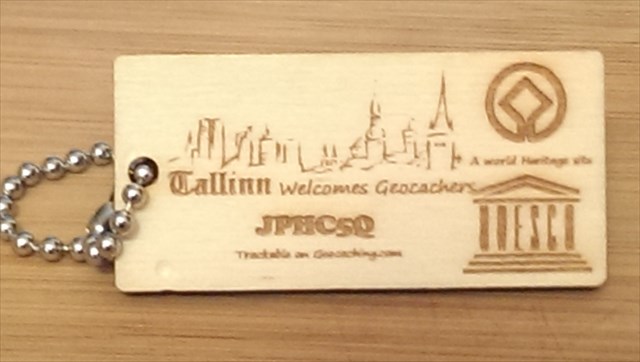 A world Heritage site
Tallinn Welcomes Geocachers
UNESCO
JPHC5Q
Trackable on Geocaching.com